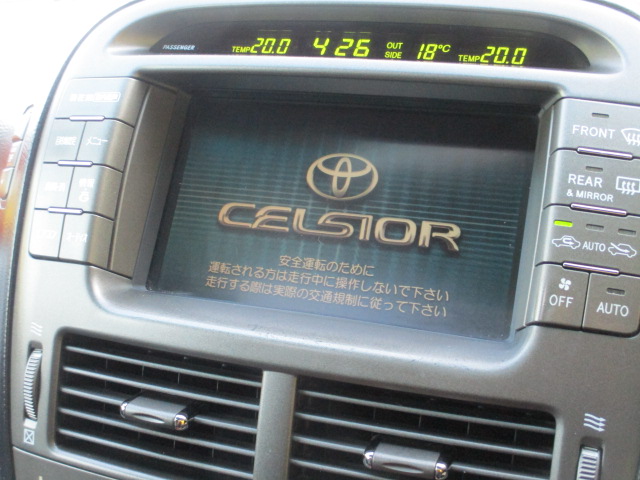 PASSENGER TEMP 20.0 4 26 OUT SIDE 18°C TEMP 20.0
CELSIOR
安全運転のために
運転される方は走行中に操作しないで下さい
走行する際は実際の交通規制に従って下さい
FRONT
REAR
& MIRROR
AUTO
OFF
AUTO